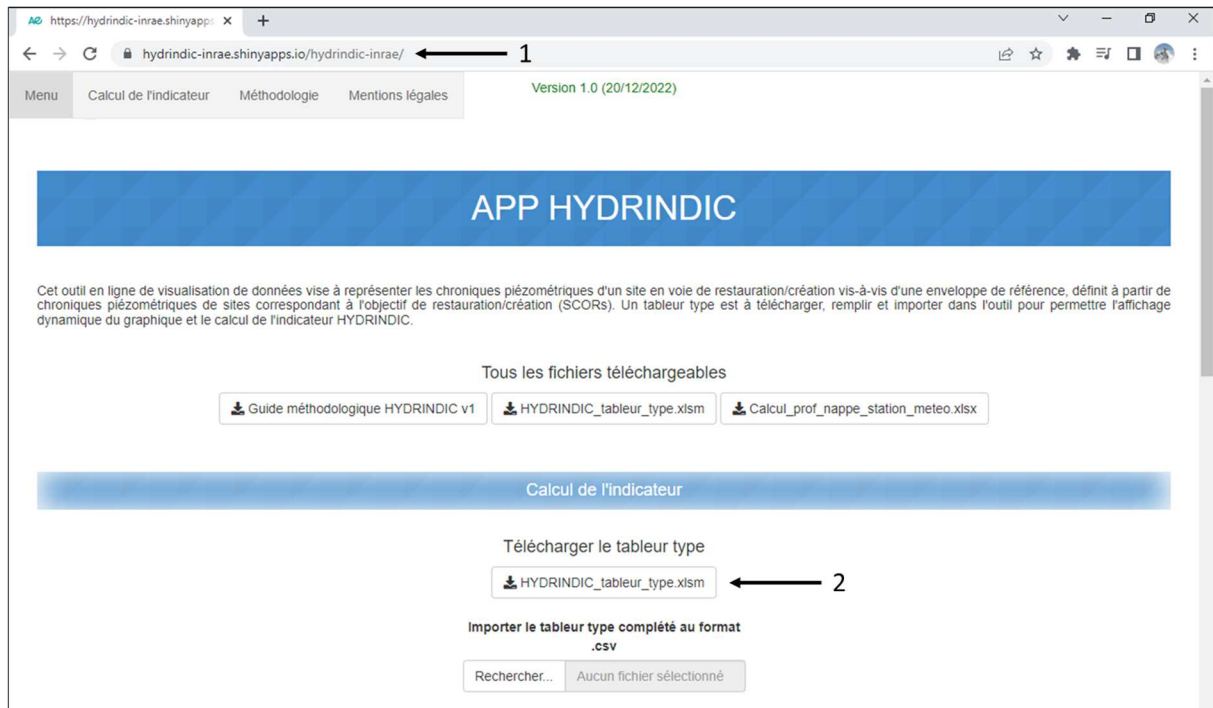 https://hydrindic-inrae.shinyapps
hydrindic-inrae.shinyapps.io/hydrindic-inrae/
1
Menu Calcul de l'indicateur Méthodologie Mentions légales
Version 1.0 (20/12/2022)
APP HYDRINDIC
Cet outil en ligne de visualisation de données vise à représenter les chroniques piézométriques d'un site en voie de restauration/création vis-à-vis d'une enveloppe de référence, définit à partir de
chroniques piézométriques de sites correspondant à l'objectif de restauration/création (SCORs). Un tableur type est à télécharger, remplir et importer dans l'outil pour permettre l'affichage
dynamique du graphique et le calcul de l'indicateur HYDRINDIC.
Tous les fichiers téléchargeables
Guide méthodologique HYDRINDIC v1 HYDRINDIC_tableur_type.xlsm Calcul_prof_nappe_station_meteo.xlsx
Calcul de l'indicateur
Télécharger le tableur type
HYDRINDIC_tableur_type.xlsm
2
Importer le tableur type complété au format
.csv
Rechercher... Aucun fichier sélectionné